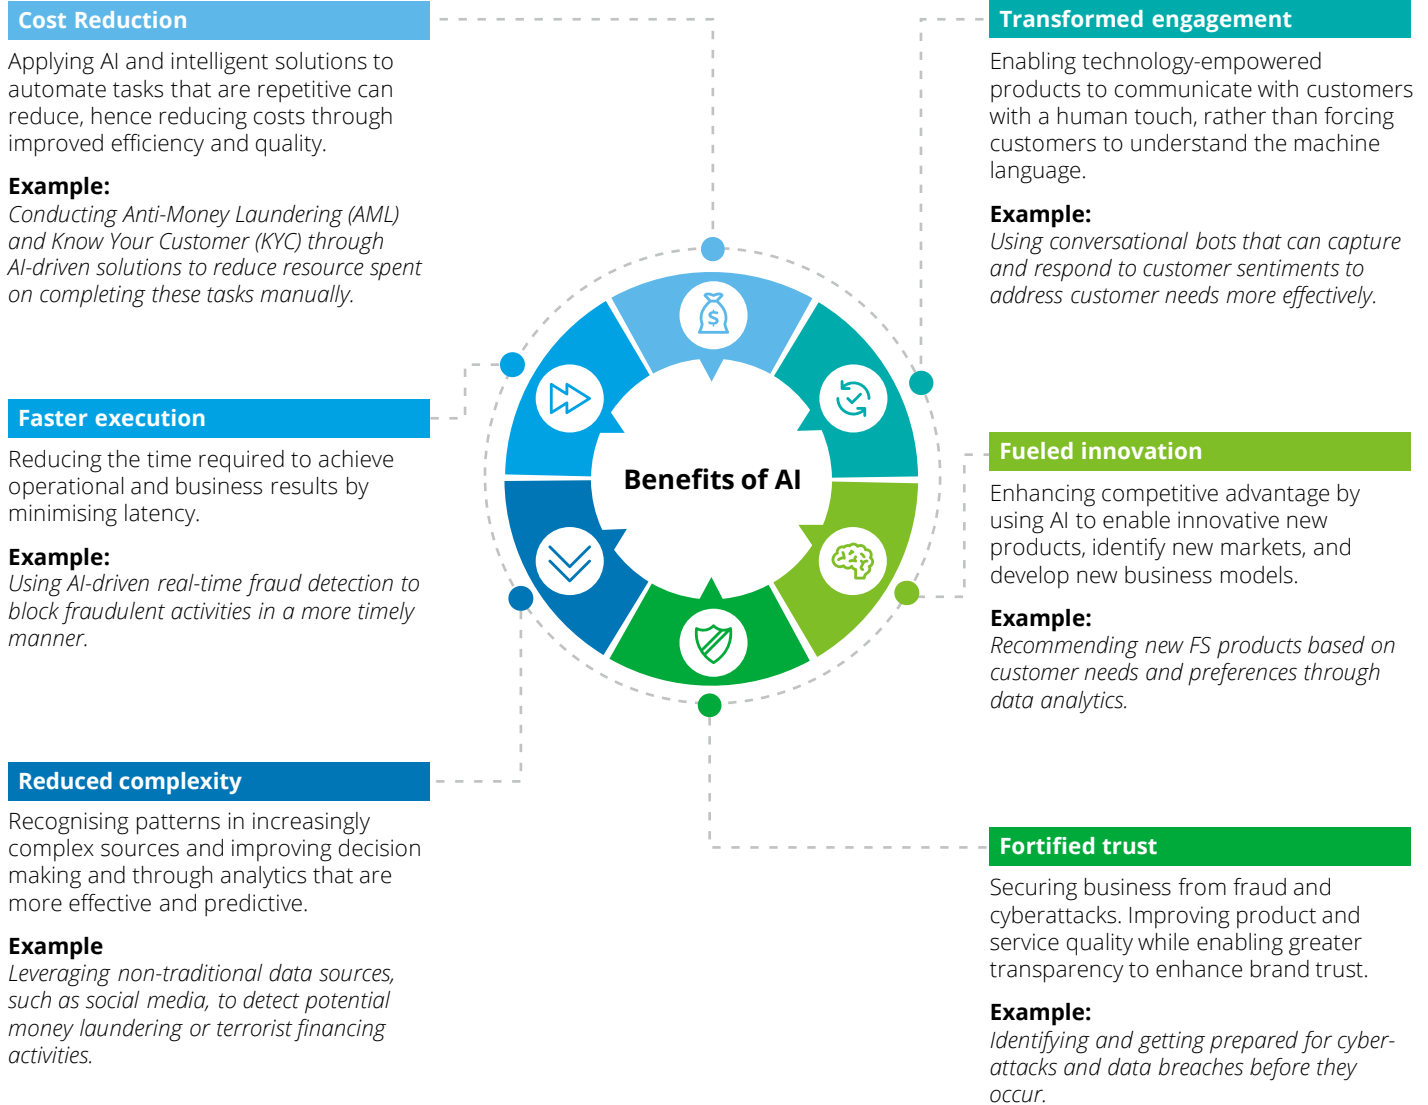 Cost Reduction
Applying AI and intelligent solutions to
automate tasks that are repetitive can
reduce, hence reducing costs through
improved efficiency and quality.
Example:
Conducting Anti-Money Laundering (AML)
and Know Your Customer (KYC) through
AI-driven solutions to reduce resource spent
on completing these tasks manually.
Faster execution
Reducing the time required to achieve
operational and business results by
minimising latency.
Example:
Using AI-driven real-time fraud detection to
block fraudulent activities in a more timely
manner.
Reduced complexity
Recognising patterns in increasingly
complex sources and improving decision
making and through analytics that are
more effective and predictive.
Example
Leveraging non-traditional data sources,
such as social media, to detect potential
money laundering or terrorist financing
activities.
$
Benefits of AI
Transformed engagement
Enabling technology-empowered
products to communicate with customers
with a human touch, rather than forcing
customers to understand the machine
language.
Example:
Using conversational bots that can capture
and respond to customer sentiments to
address customer needs more effectively.
Fueled innovation
Enhancing competitive advantage by
using AI to enable innovative new
products, identify new markets, and
develop new business models.
Example:
Recommending new FS products based on
customer needs and preferences through
data analytics.
Fortified trust
Securing business from fraud and
cyberattacks. Improving product and
service quality while enabling greater
transparency to enhance brand trust.
Example:
Identifying and getting prepared for cyber-
attacks and data breaches before they
occur.